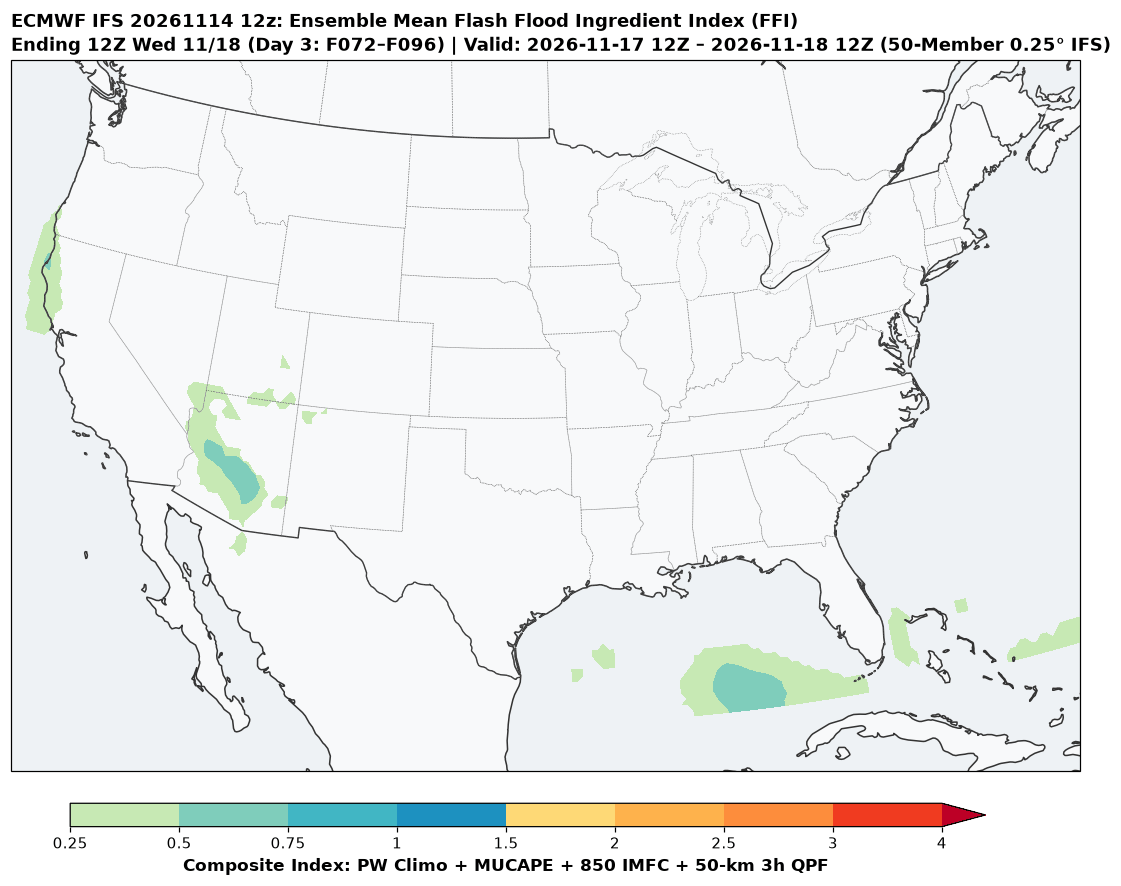 ECMWF IFS 20261114 12z: Ensemble Mean Flash Flood Ingredient Index (FFI)
Ending 12Z Wed 11/18 (Day 3: F072–F096) | Valid: 2026-11-17 12Z – 2026-11-18 12Z (50-Member 0.25° IFS)
0.25 0.5 0.75 1 1.5 2 2.5 3 4
Composite Index: PW Climo + MUCAPE + 850 IMFC + 50-km 3h QPF